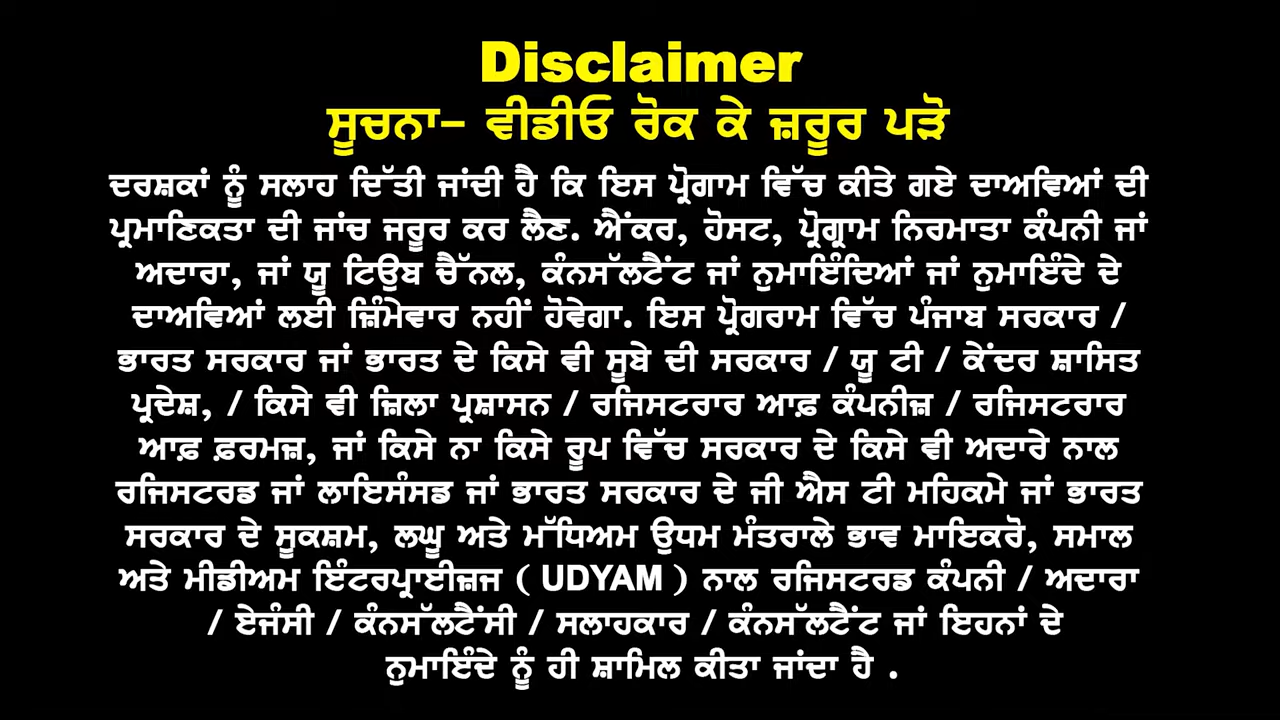 Disclaimer
ਸੂਚਨਾ- ਵੀਡੀਓ ਰੋਕ ਕੇ ਜ਼ਰੂਰ ਪੜੋ
ਦਰਸ਼ਕਾਂ ਨੂੰ ਸਲਾਹ ਦਿੱਤੀ ਜਾਂਦੀ ਹੈ ਕਿ ਇਸ ਪ੍ਰੋਗਾਮ ਵਿੱਚ ਕੀਤੇ ਗਏ ਦਾਅਵਿਆਂ ਦੀ
ਪ੍ਰਮਾਣਿਕਤਾ ਦੀ ਜਾਂਚ ਜਰੂਰ ਕਰ ਲੈਣ. ਐਂਕਰ, ਹੋਸਟ, ਪ੍ਰੋਗ੍ਰਾਮ ਨਿਰਮਾਤਾ ਕੰਪਨੀ ਜਾਂ
ਅਦਾਰਾ, ਜਾਂ ਯੂ ਟਿਉਬ ਚੈੱਨਲ, ਕੰਨਸੱਲਟੈਂਟ ਜਾਂ ਨੁਮਾਇੰਦਿਆਂ ਜਾਂ ਨੁਮਾਇੰਦੇ ਦੇ
ਦਾਅਵਿਆਂ ਲਈ ਜ਼ਿੰਮੇਵਾਰ ਨਹੀਂ ਹੋਵੇਗਾ. ਇਸ ਪ੍ਰੋਗਰਾਮ ਵਿੱਚ ਪੰਜਾਬ ਸਰਕਾਰ /
ਭਾਰਤ ਸਰਕਾਰ ਜਾਂ ਭਾਰਤ ਦੇ ਕਿਸੇ ਵੀ ਸੂਬੇ ਦੀ ਸਰਕਾਰ / ਯੂ ਟੀ / ਕੇਂਦਰ ਸ਼ਾਸਿਤ
ਪ੍ਰਦੇਸ਼, / ਕਿਸੇ ਵੀ ਜ਼ਿਲਾ ਪ੍ਰਸ਼ਾਸਨ / ਰਜਿਸਟਰਾਰ ਆਫ਼ ਕੰਪਨੀਜ਼ / ਰਜਿਸਟਰਾਰ
ਆਫ਼ ਫ਼ਰਮਜ਼, ਜਾਂ ਕਿਸੇ ਨਾ ਕਿਸੇ ਰੂਪ ਵਿੱਚ ਸਰਕਾਰ ਦੇ ਕਿਸੇ ਵੀ ਅਦਾਰੇ ਨਾਲ
ਰਜਿਸਟਰਡ ਜਾਂ ਲਾਇਸੰਸਡ ਜਾਂ ਭਾਰਤ ਸਰਕਾਰ ਦੇ ਜੀ ਐਸ ਟੀ ਮਹਿਕਮੇ ਜਾਂ ਭਾਰਤ
ਸਰਕਾਰ ਦੇ ਸੂਕਸ਼ਮ, ਲਘੂ ਅਤੇ ਮੱਧਿਅਮ ਉਧਮ ਮੰਤਰਾਲੇ ਭਾਵ ਮਾਇਕਰੋ, ਸਮਾਲ
ਅਤੇ ਮੀਡੀਅਮ ਇੰਟਰਪ੍ਰਾਈਜ਼ਜ ( UDYAM ) ਨਾਲ ਰਜਿਸਟਰਡ ਕੰਪਨੀ / ਅਦਾਰਾ
/ ਏਜੰਸੀ / ਕੰਨਸੱਲਟੈਂਸੀ / ਸਲਾਹਕਾਰ / ਕੰਨਸੱਲਟੈਂਟ ਜਾਂ ਇਹਨਾਂ ਦੇ
ਨੁਮਾਇੰਦੇ ਨੂੰ ਹੀ ਸ਼ਾਮਿਲ ਕੀਤਾ ਜਾਂਦਾ ਹੈ .